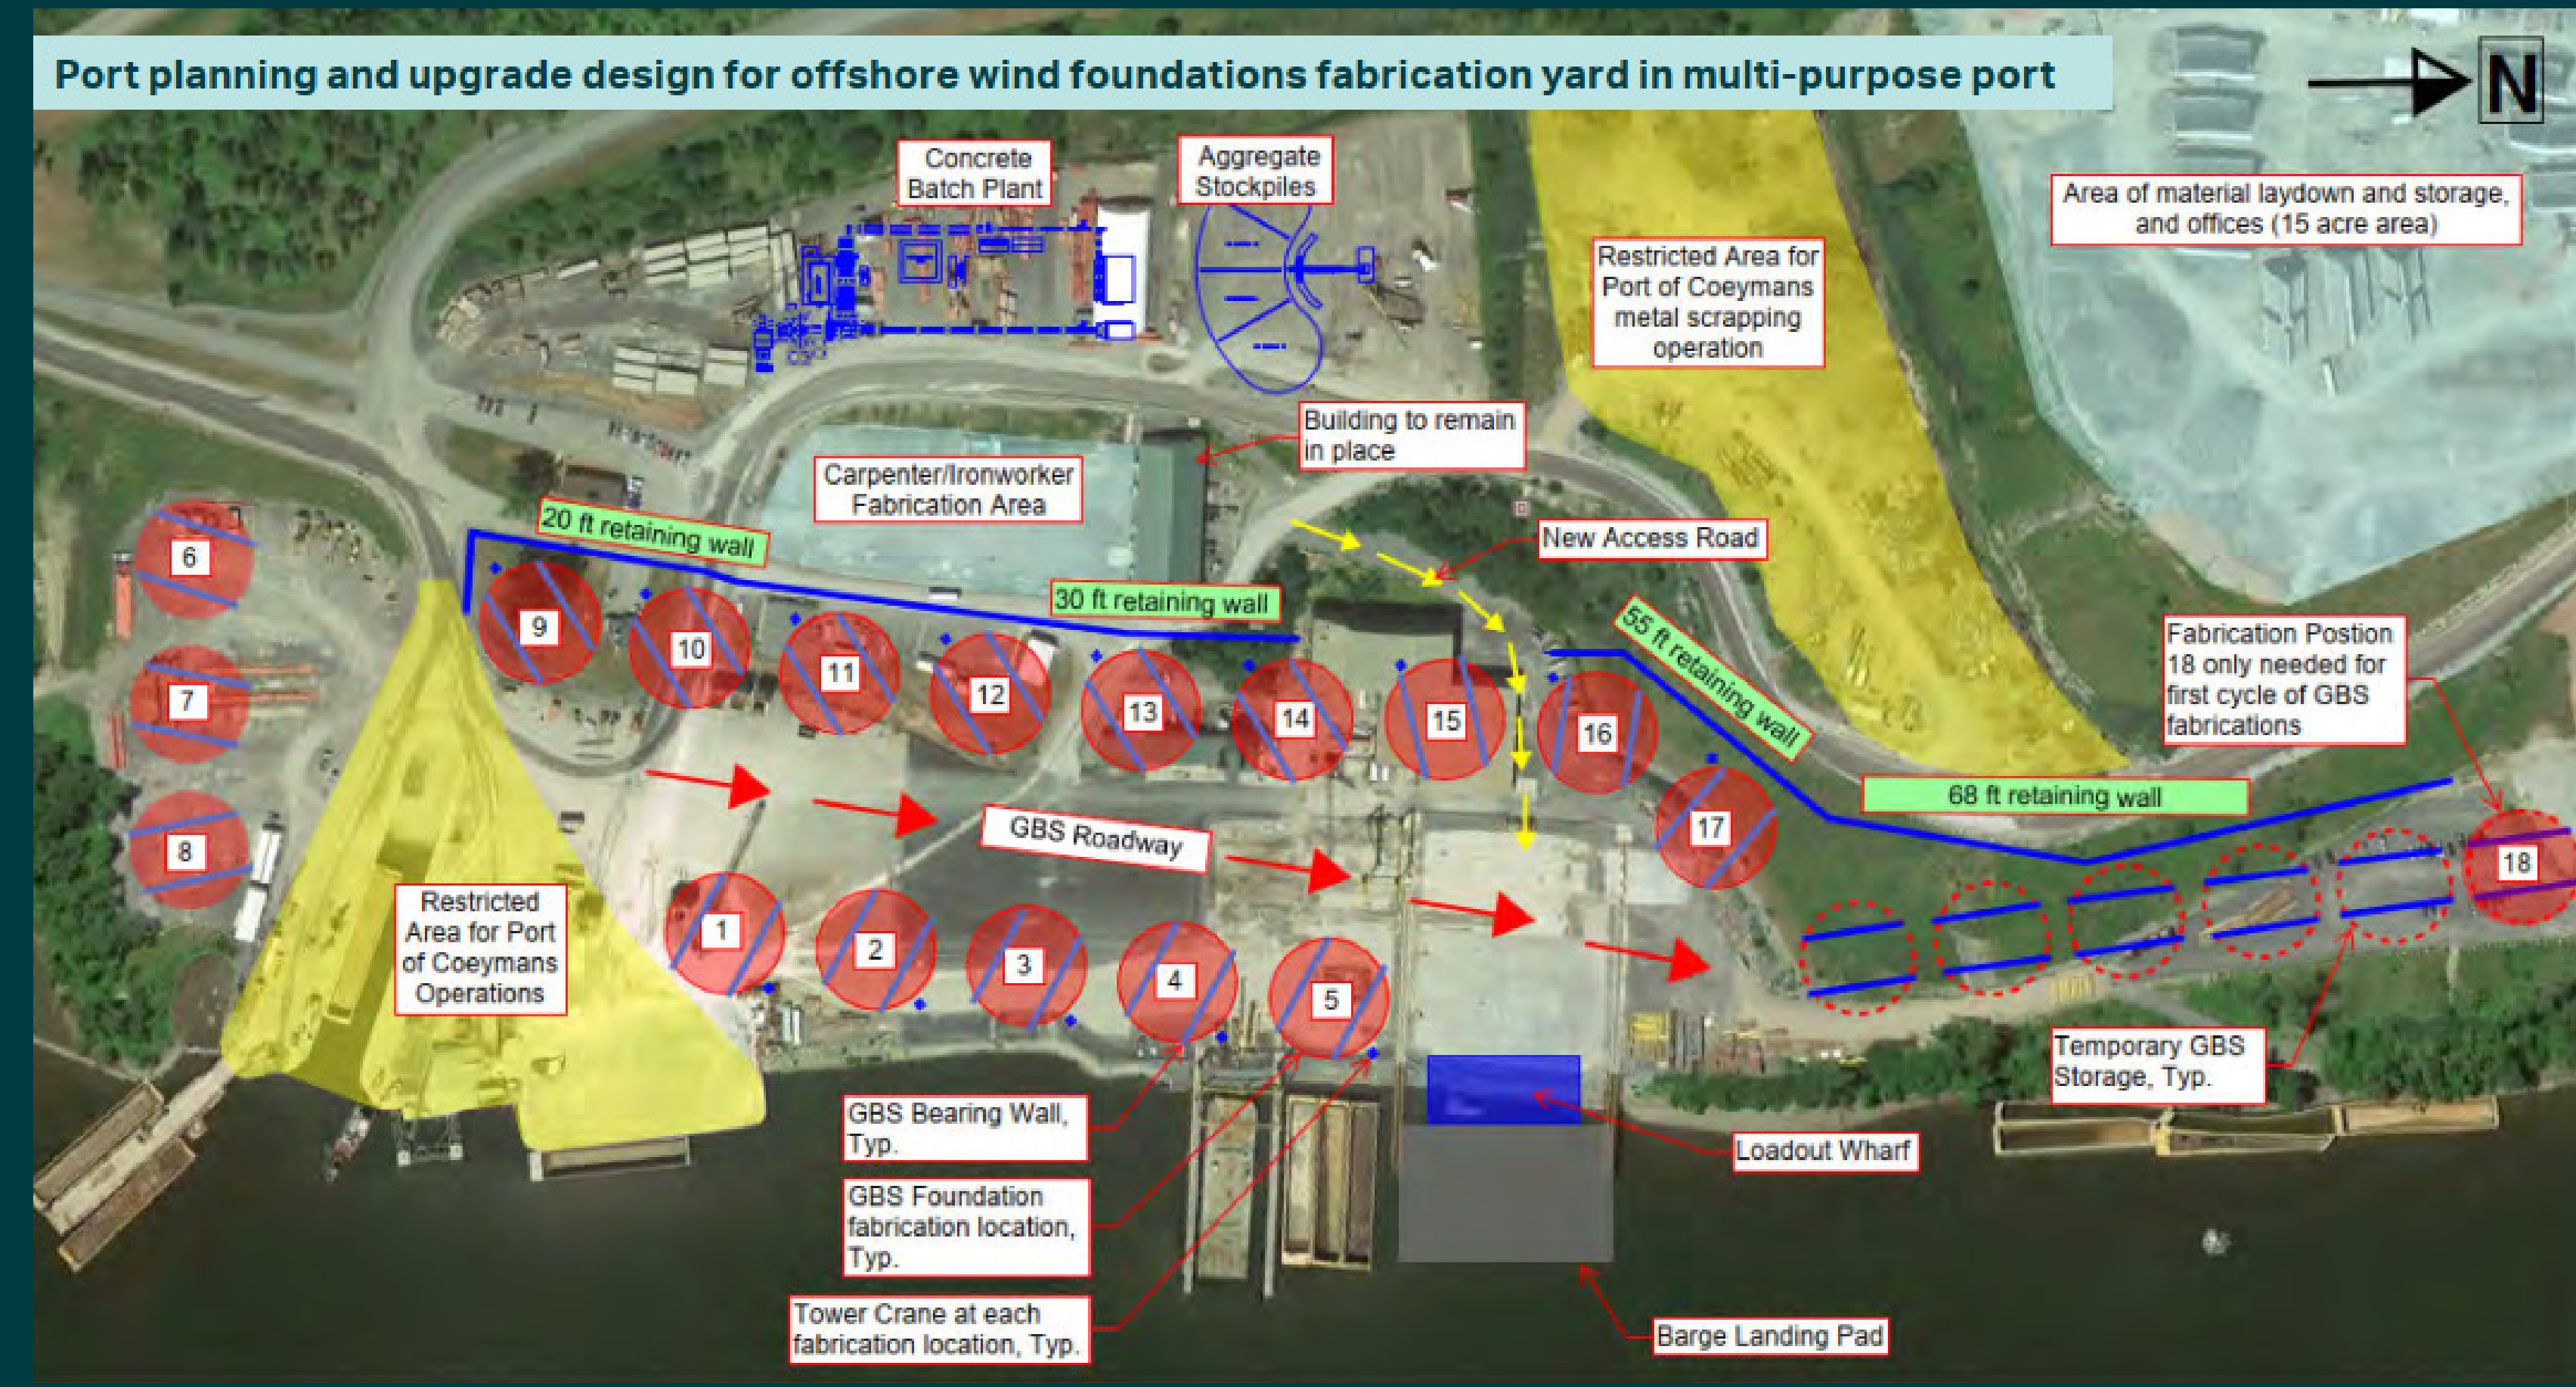 Port planning and upgrade design for offshore wind foundations fabrication yard in multi-purpose port
N
Concrete
Batch Plant
Aggregate
Stockpiles
Area of material laydown and storage,
and offices (15 acre area)
Restricted Area for
Port of Coeymans
metal scrapping
operation
Building to remain
in place
Carpenter/Ironworker
Fabrication Area
20 ft retaining wall
New Access Road
30 ft retaining wall
55 ft retaining wall
Fabrication Postion
18 only needed for
first cycle of GBS
fabrications
68 ft retaining wall
6
7
8
9
10
11
12
13
14
15
16
17
18
GBS Roadway
1
2
3
4
5
Restricted
Area for Port
of Coeymans
Operations
Temporary GBS
Storage, Typ.
GBS Bearing Wall,
Typ.
Loadout Wharf
GBS Foundation
fabrication location,
Typ.
Tower Crane at each
fabrication location, Typ.
Barge Landing Pad